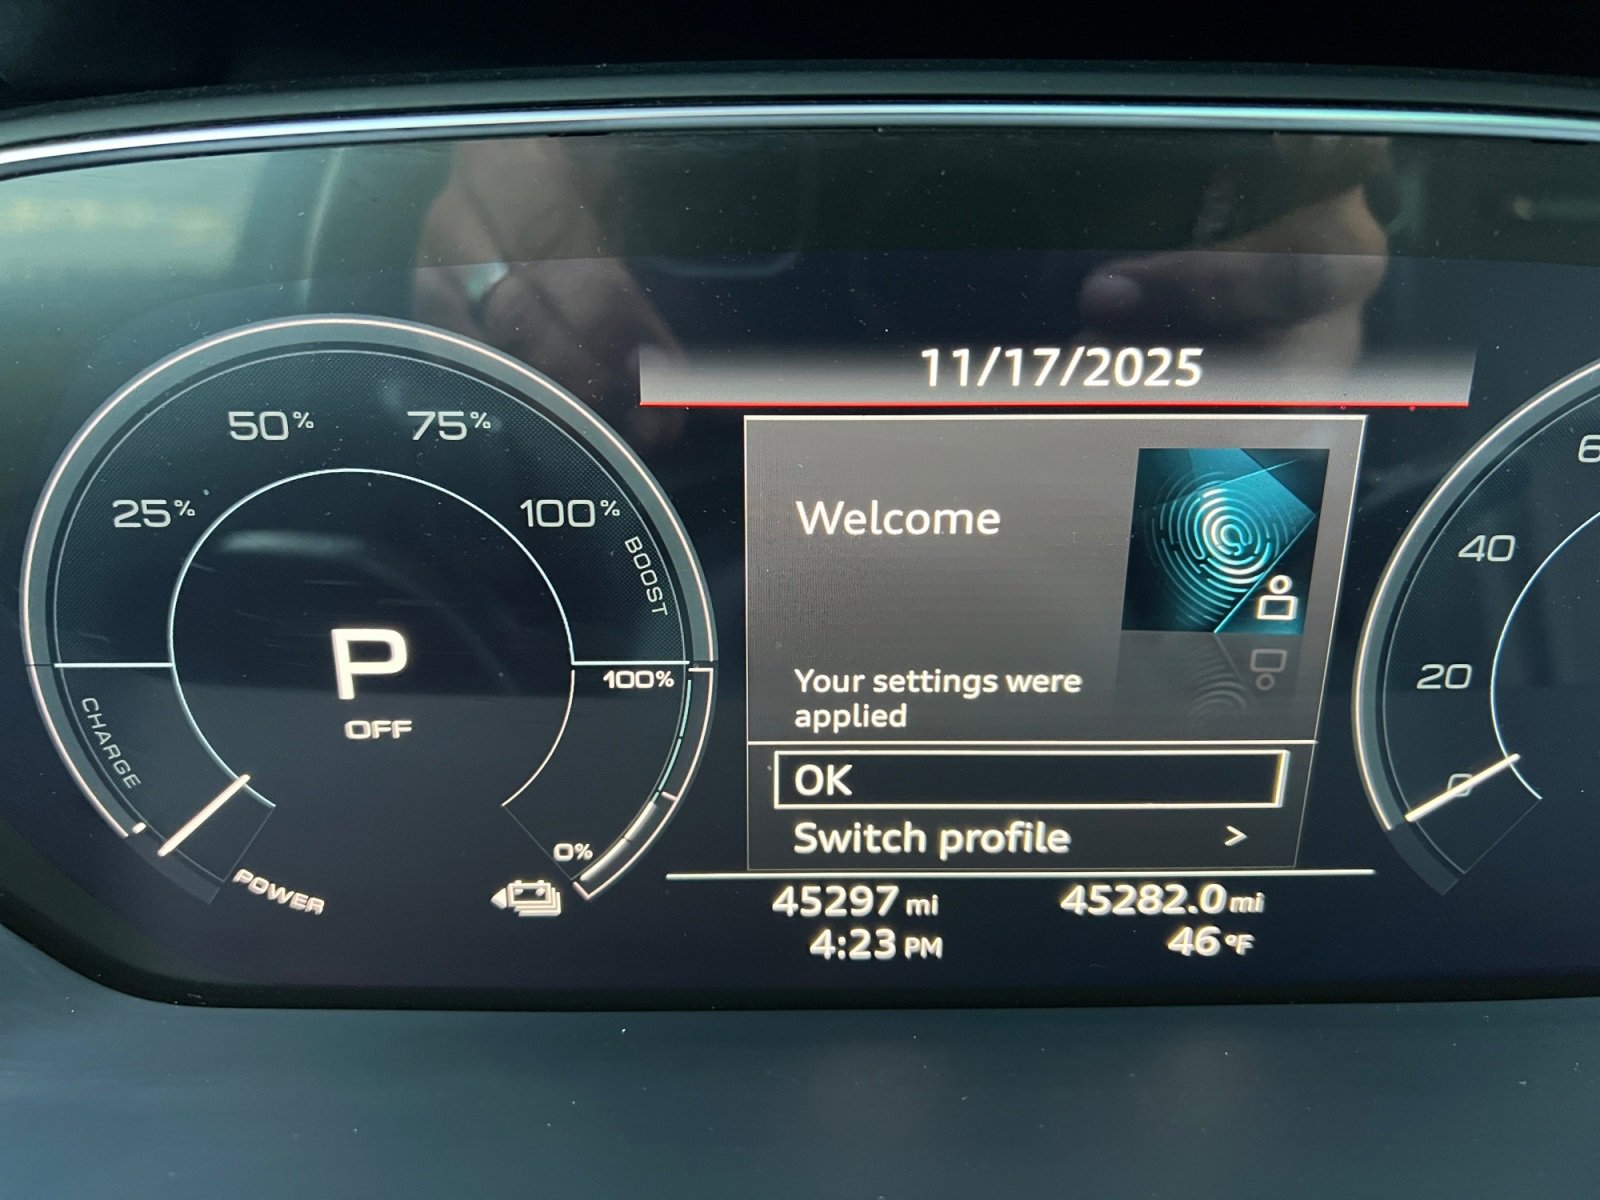 11/17/2025
50%
75%
25%
100%
BOOST
Welcome
P
OFF
100%
CHARGE
0%
POWER
Your settings were
applied
OK
Switch profile >
45297 mi
45282.0 mi
4:23 PM
46 °F
40
20
0